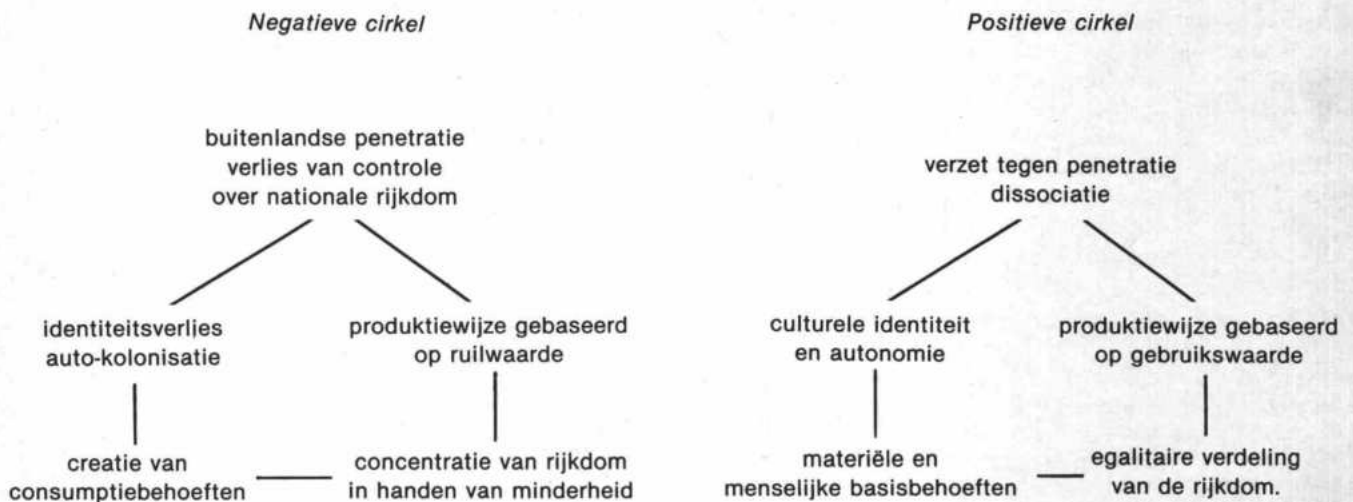 Negatieve cirkel
buitenlandse penetratie
verlies van controle
over nationale rijkdom
identiteitsverlies
auto-kolonisatie
produktiewijze gebaseerd
op ruilwaarde
creatie van
consumptiebehoeften
concentratie van rijkdom
in handen van minderheid
Positieve cirkel
verzet tegen penetratie
dissociatie
culturele identiteit
en autonomie
produktiewijze gebaseerd
op gebruikswaarde
materiële en
menselijke basisbehoeften
egalitaire verdeling
van de rijkdom.